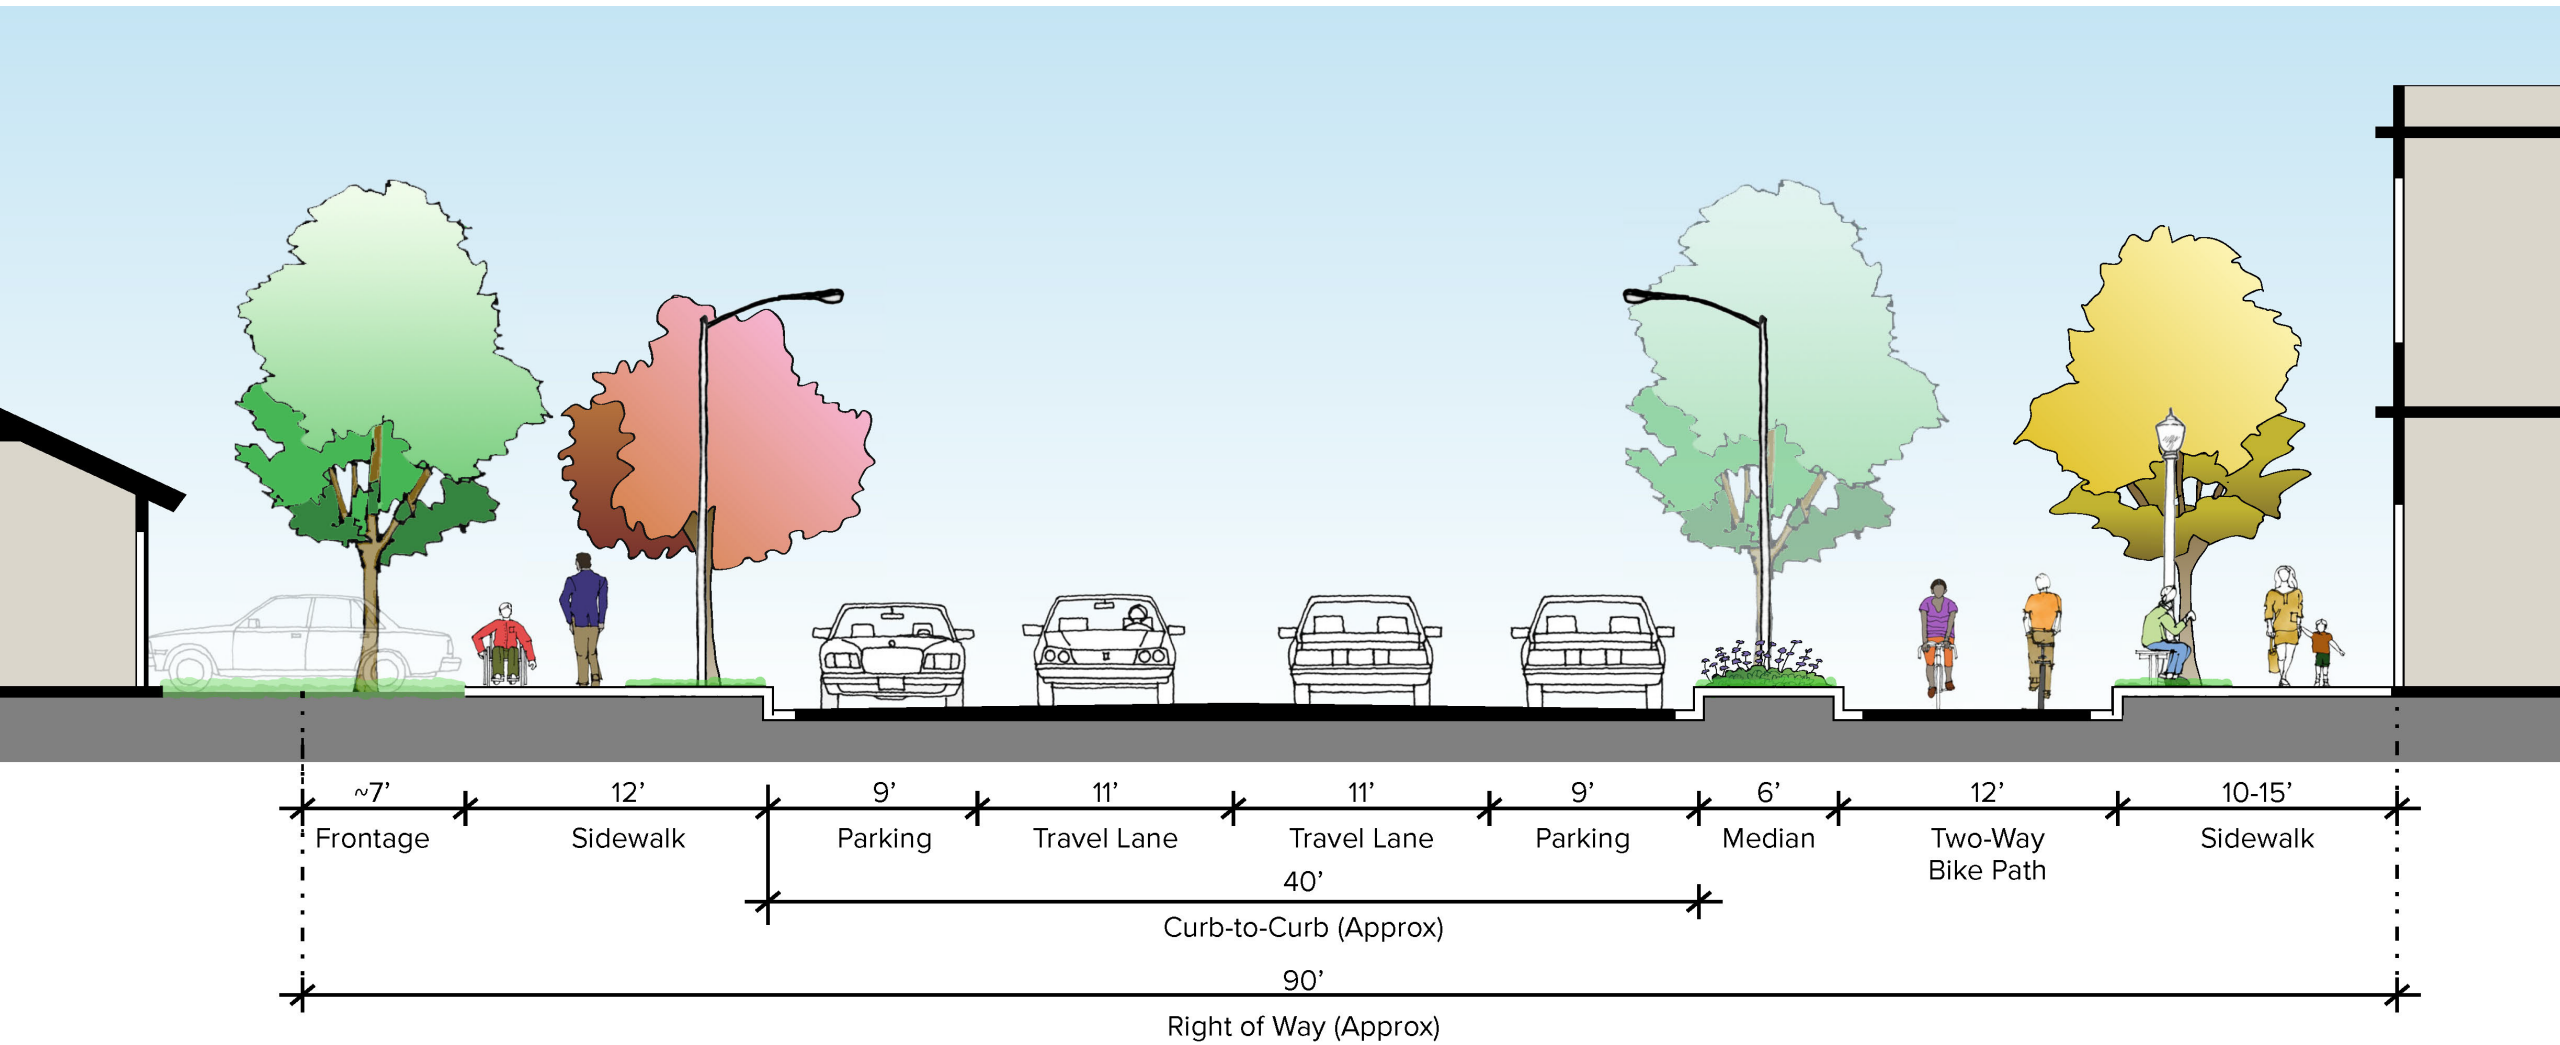 ~7’ 12’ 9’ 11’ 11’ 9’ 6’ 12’ 10-15’
Frontage Sidewalk Parking Travel Lane Travel Lane Parking Median Two-Way Sidewalk
Bike Path
40’
Curb-to-Curb (Approx)
90’
Right of Way (Approx)